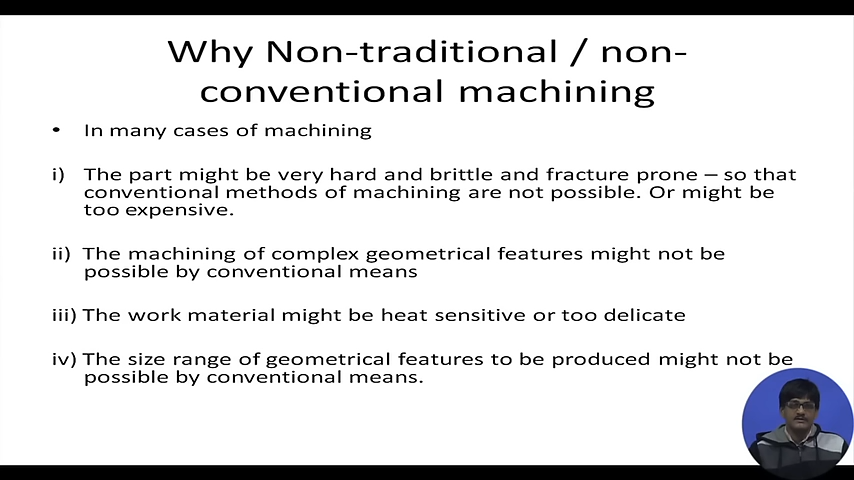 Why Non-traditional / non-
conventional machining
• In many cases of machining
i) The part might be very hard and brittle and fracture prone – so that
conventional methods of machining are not possible. Or might be
too expensive.
ii) The machining of complex geometrical features might not be
possible by conventional means
iii) The work material might be heat sensitive or too delicate
iv) The size range of geometrical features to be produced might not be
possible by conventional means.